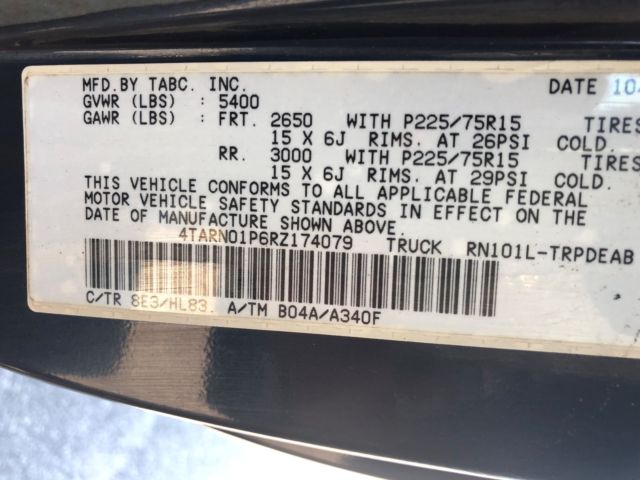 MFD.BY TABC. INC. DATE 10
GVWR (LBS) : 5400
GAWR (LBS) : FRT. 2650 WITH P225/75R15 TIRES
15 X 6J RIMS. AT 26PSI COLD.
RR. 3000 WITH P225/75R15 TIRES
15 X 6J RIMS. AT 29PSI COLD.
THIS VEHICLE CONFORMS TO ALL APPLICABLE FEDERAL
MOTOR VEHICLE SAFETY STANDARDS IN EFFECT ON THE
DATE OF MANUFACTURE SHOWN ABOVE.
4TARN01P6RZ174079 TRUCK RN101L-TRPDEAB
C/TR 8E3/HL83. A/TM B04A/A340F